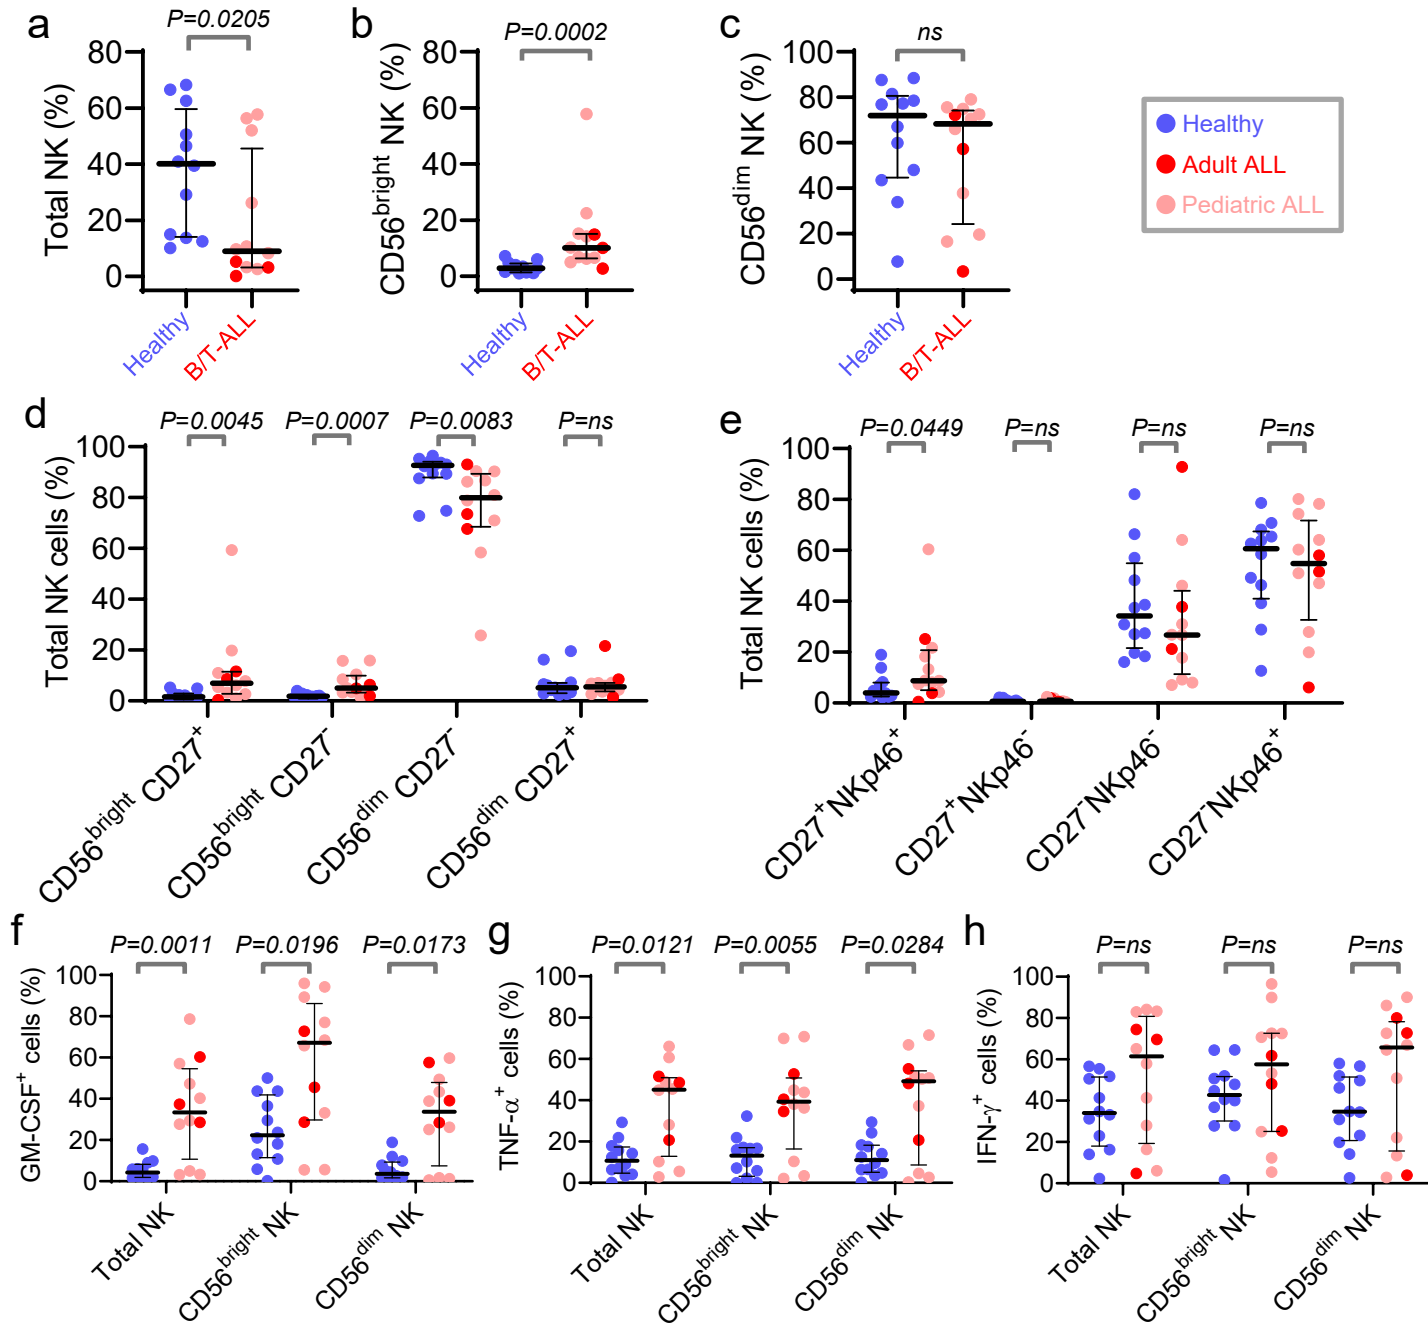 a
P=0.0205
Total NK (%)
80
60
40
20
0
Healthy
B/T-ALL
b
P=0.0002
CD56bright NK (%)
80
60
40
20
0
Healthy
B/T-ALL
c
ns
CD56dim NK (%)
100
80
60
40
20
0
Healthy
B/T-ALL
Healthy
Adult ALL
Pediatric ALL
d
P=0.0045
P=0.0007
P=0.0083
P=ns
Total NK cells (%)
100
80
60
40
20
0
CD56bright CD27+
CD56bright CD27-
CD56dim CD27-
CD56dim CD27+
e
P=0.0449
P=ns
P=ns
P=ns
Total NK cells (%)
100
80
60
40
20
0
CD27+NKp46+
CD27+NKp46-
CD27-NKp46-
CD27-NKp46+
f
P=0.0011
P=0.0196
P=0.0173
GM-CSF+ cells (%)
100
80
60
40
20
0
Total NK
CD56bright NK
CD56dim NK
g
P=0.0121
P=0.0055
P=0.0284
TNF-α+ cells (%)
100
80
60
40
20
0
Total NK
CD56bright NK
CD56dim NK
h
P=ns
P=ns
P=ns
IFN-γ+ cells (%)
100
80
60
40
20
0
Total NK
CD56bright NK
CD56dim NK